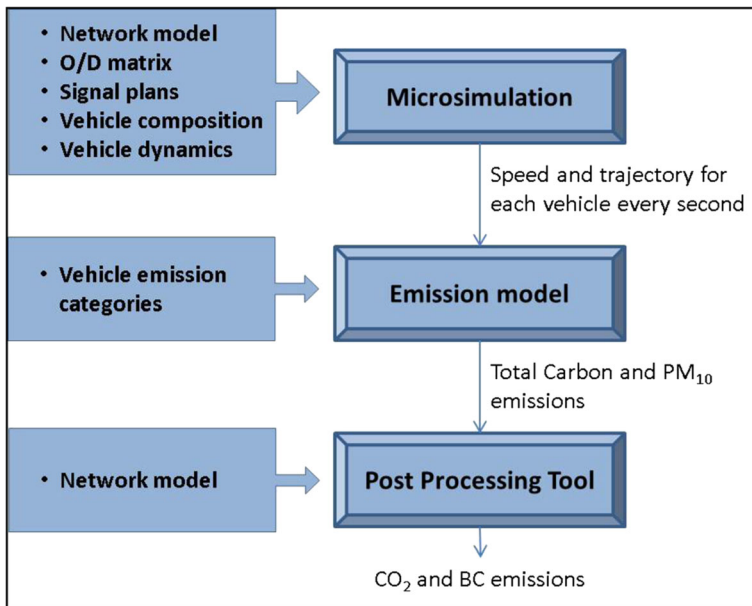 • Network model
• O/D matrix
• Signal plans
• Vehicle composition
• Vehicle dynamics
Microsimulation
Speed and trajectory for
each vehicle every second
• Vehicle emission
categories
Emission model
Total Carbon and PM₁₀
emissions
• Network model
Post Processing Tool
CO₂ and BC emissions